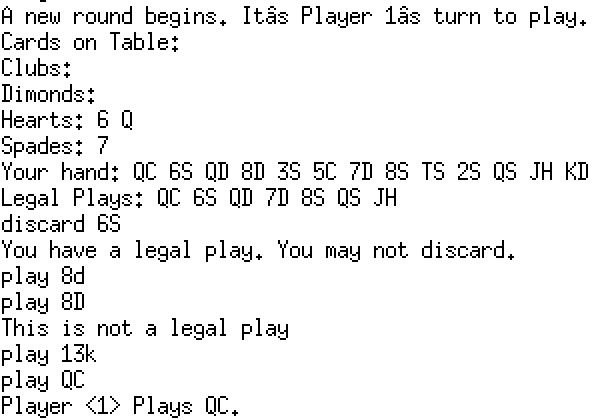 A new round begins. Itâs Player 1âs turn to play.
Cards on Table:
Clubs:
Dimonds:
Hearts: 6 Q
Spades: 7
Your hand: QC 6S QD 8D 3S 5C 7D 8S TS 2S QS JH KD
Legal Plays: QC 6S QD 7D 8S QS JH
discard 6S
You have a legal play. You may not discard.
play 8d
play 8D
This is not a legal play
play 13k
play QC
Player <1> Plays QC.